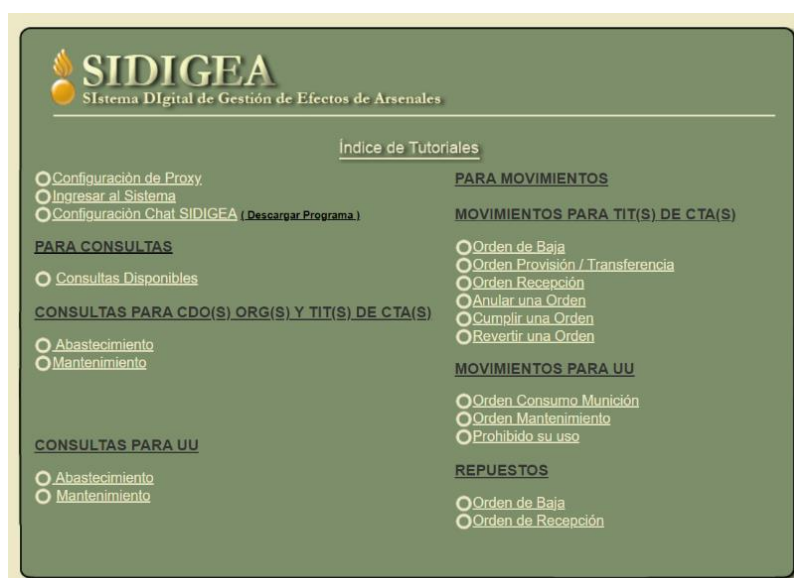 SIDIGEA
SIstema DIgital de Gestión de Efectos de Arsenales
Índice de Tutoriales
Configuración de Proxy
Ingresar al Sistema
Configuración Chat SIDIGEA ( Descargar Programa )
PARA CONSULTAS
Consultas Disponibles
CONSULTAS PARA CDO(S) ORG(S) Y TIT(S) DE CTA(S)
Abastecimiento
Mantenimiento
CONSULTAS PARA UU
Abastecimiento
Mantenimiento
PARA MOVIMIENTOS
MOVIMIENTOS PARA TIT(S) DE CTA(S)
Orden de Baja
Orden Provisión / Transferencia
Orden Recepción
Anular una Orden
Cumplir una Orden
Revertir una Orden
MOVIMIENTOS PARA UU
Orden Consumo Munición
Orden Mantenimiento
Prohibido su uso
REPUESTOS
Orden de Baja
Orden de Recepción